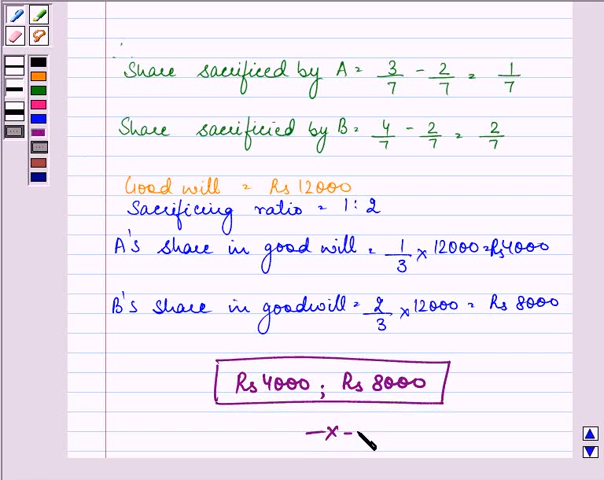 Share sacrificed by A = 3/7 - 2/7 = 1/7
Share sacrificied by B = 4/7 - 2/7 = 2/7
Good will = Rs 12000
Sacrificing ratio = 1:2
A's share in good will = 1/3 × 12000 = Rs 4000
B's share in goodwill = 2/3 × 12000 = Rs 8000
Rs 4000 ; Rs 8000
—x-